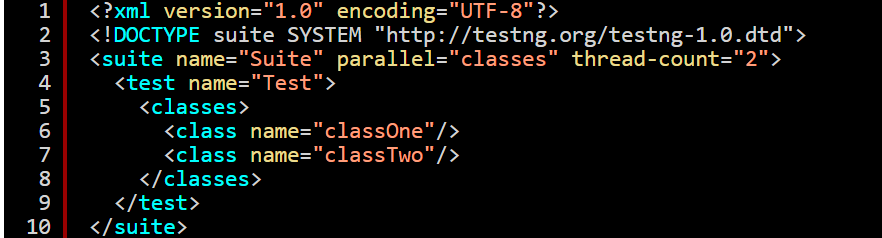 1 <?xml version="1.0" encoding="UTF-8"?>
2 <!DOCTYPE suite SYSTEM "http://testng.org/testng-1.0.dtd">
3 <suite name="Suite" parallel="classes" thread-count="2">
4   <test name="Test">
5     <classes>
6       <class name="classOne"/>
7       <class name="classTwo"/>
8     </classes>
9   </test>
10 </suite>